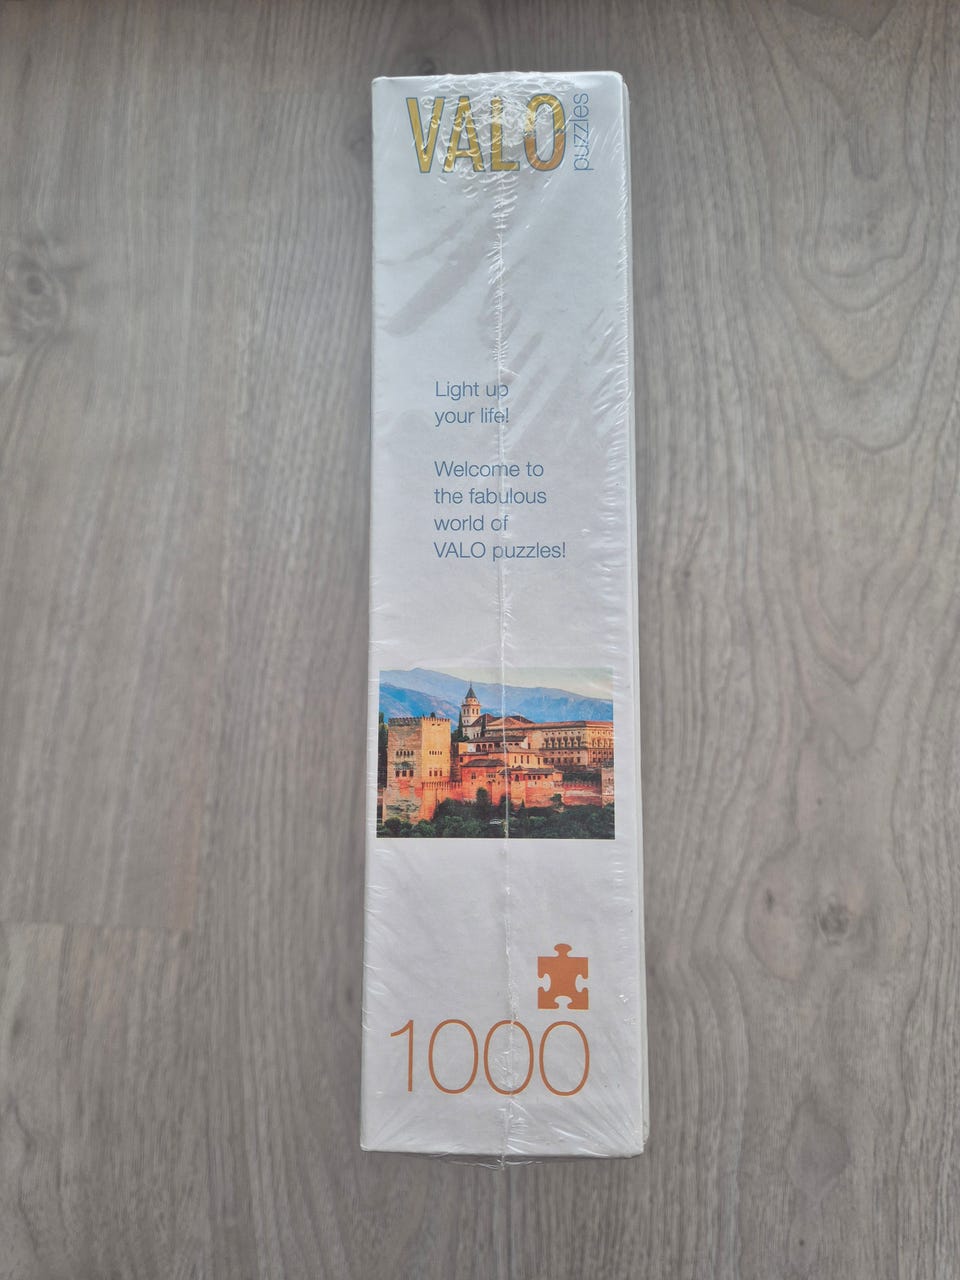 VALO puzzles
Light up
your life!
Welcome to
the fabulous
world of
VALO puzzles!
1000